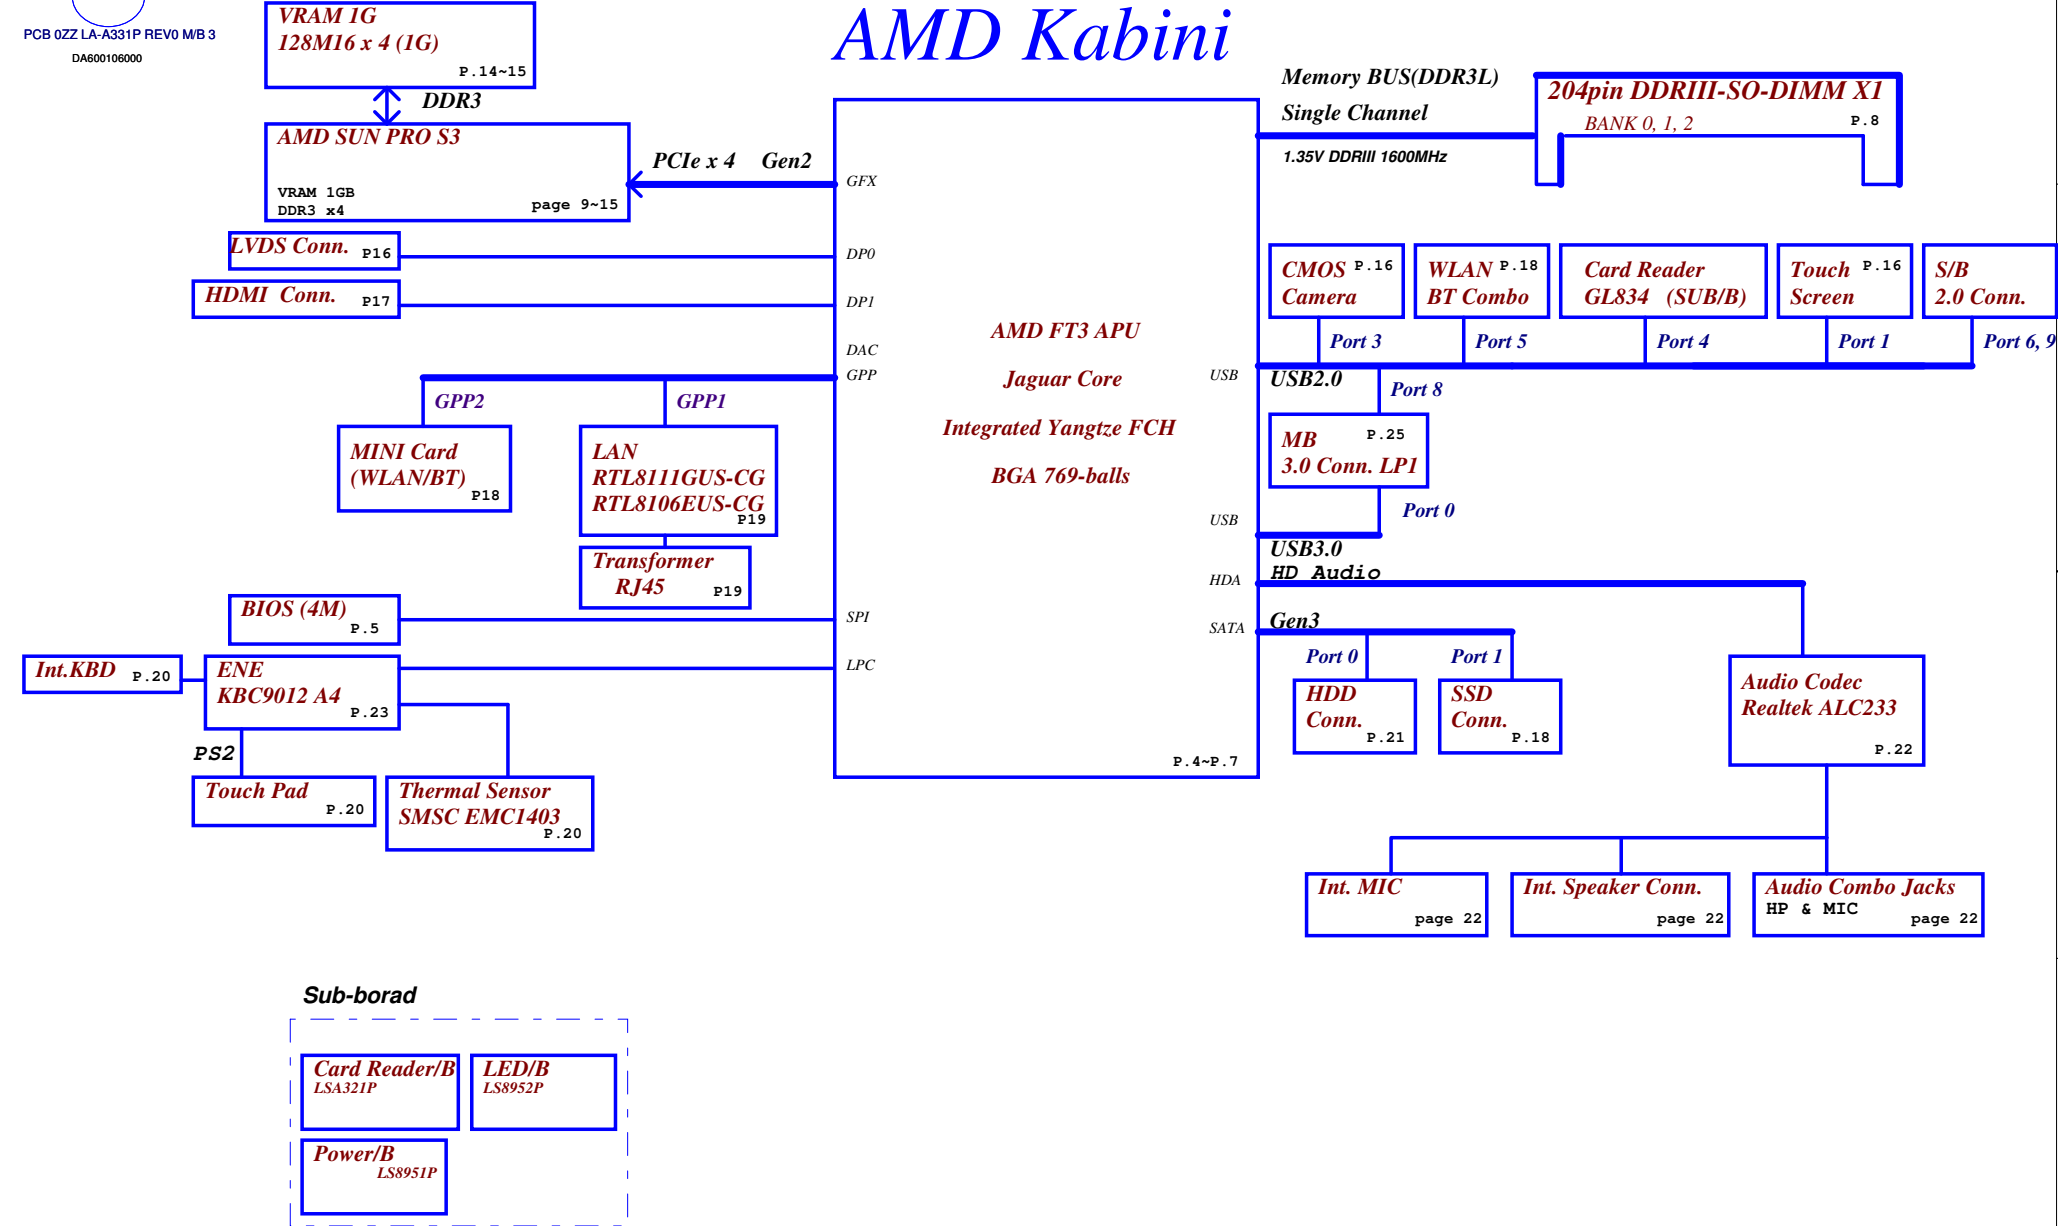 AMD Kabini
PCB 0ZZ LA-A331P REV0 M/B 3
DA600106000
VRAM 1G
128M16 x 4 (1G)
P.14~15
DDR3
AMD SUN PRO S3
VRAM 1GB
DDR3 x4
page 9~15
PCIe x 4 Gen2
LVDS Conn. P16
HDMI Conn. P17
GFX
DP0
DP1
DAC
GPP
GPP2
GPP1
MINI Card
(WLAN/BT)
P18
LAN
RTL8111GUS-CG
RTL8106EUS-CG
P19
Transformer
RJ45
P19
BIOS (4M)
P.5
SPI
Int.KBD P.20
ENE
KBC9012 A4
P.23
LPC
PS2
Touch Pad
P.20
Thermal Sensor
SMSC EMC1403
P.20
AMD FT3 APU
Jaguar Core
Integrated Yangtze FCH
BGA 769-balls
P.4~P.7
USB
USB
HDA
SATA
Memory BUS(DDR3L)
Single Channel
1.35V DDRIII 1600MHz
204pin DDRIII-SO-DIMM X1
BANK 0, 1, 2
P.8
CMOS P.16
Camera
WLAN P.18
BT Combo
Card Reader
GL834 (SUB/B)
Touch P.16
Screen
S/B
2.0 Conn.
Port 3
Port 5
Port 4
Port 1
Port 6, 9
USB2.0
Port 8
MB P.25
3.0 Conn. LP1
Port 0
USB3.0
HD Audio
Gen3
Port 0
Port 1
HDD
Conn.
P.21
SSD
Conn.
P.18
Audio Codec
Realtek ALC233
P.22
Int. MIC
page 22
Int. Speaker Conn.
page 22
Audio Combo Jacks
HP & MIC
page 22
Sub-borad
Card Reader/B
LSA321P
LED/B
LS8952P
Power/B
LS8951P